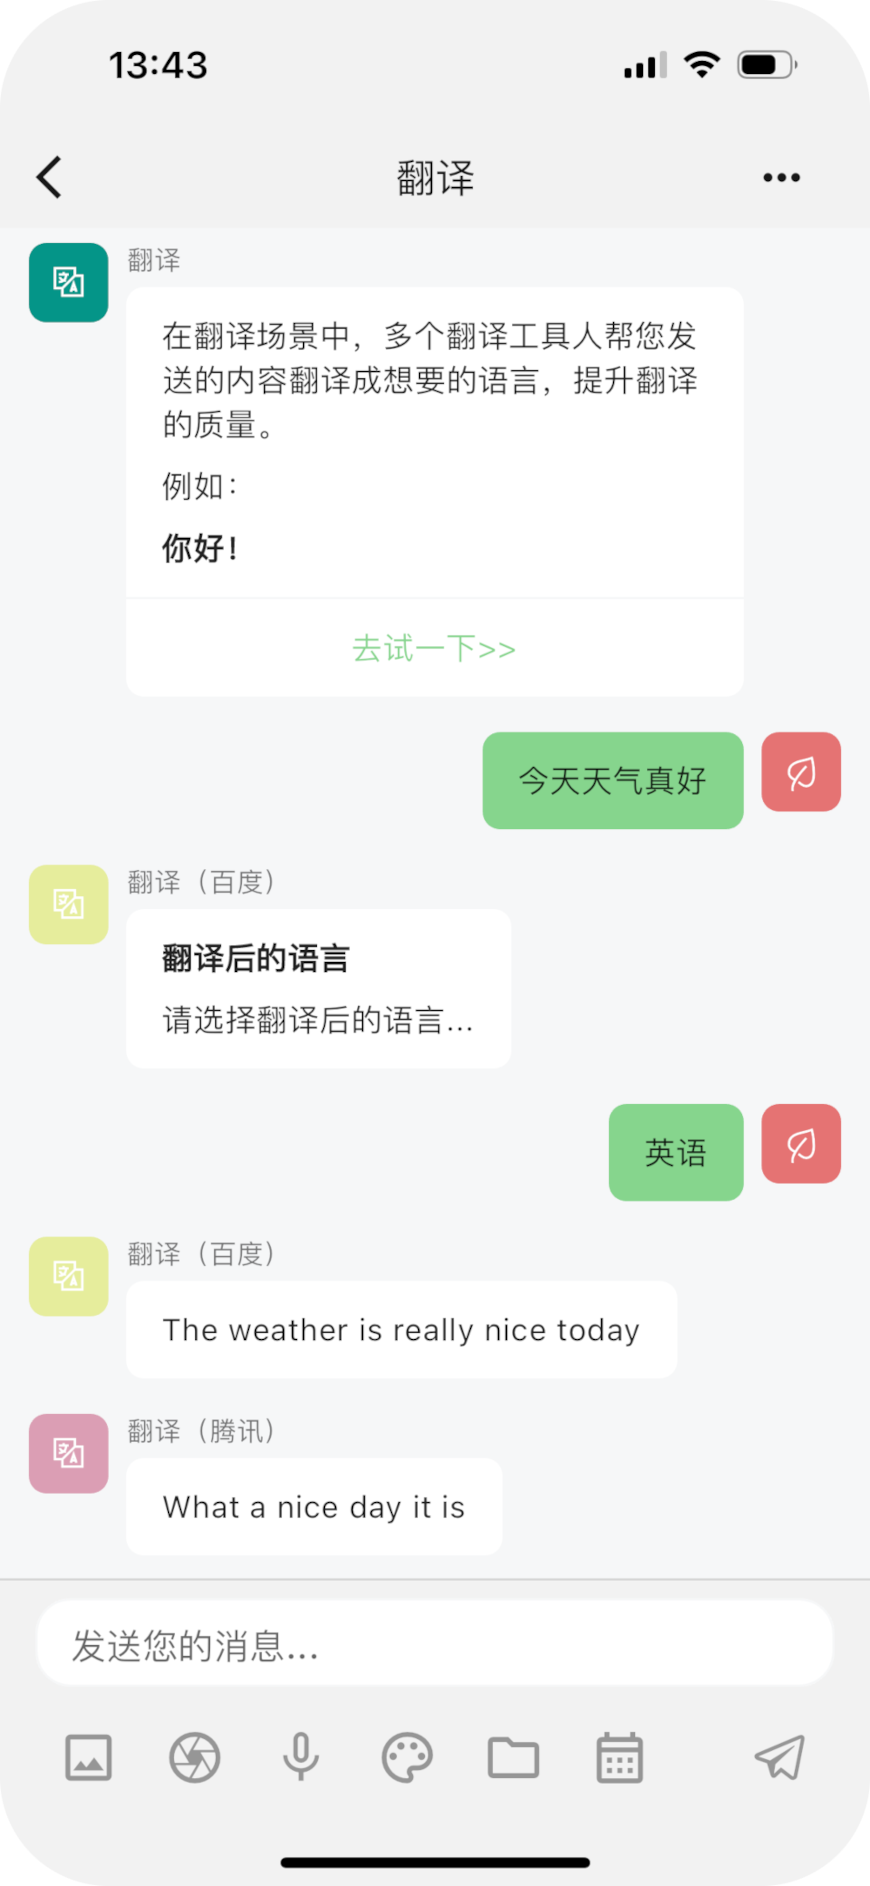 13:43
翻译
翻译
在翻译场景中，多个翻译工具人帮您发
送的内容翻译成想要的语言，提升翻译
的质量。
例如：
你好！
去试一下>>
今天天气真好
翻译（百度）
翻译后的语言
请选择翻译后的语言...
英语
翻译（百度）
The weather is really nice today
翻译（腾讯）
What a nice day it is
发送您的消息...